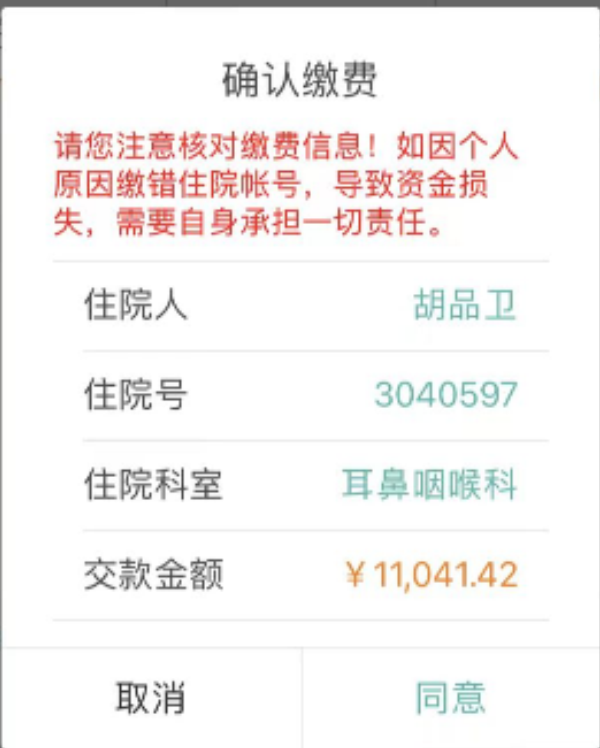 确认缴费
请您注意核对缴费信息！如因个人
原因缴错住院帐号，导致资金损
失，需要自身承担一切责任。
住院人 胡品卫
住院号 3040597
住院科室 耳鼻咽喉科
交款金额 ￥11,041.42
取消 同意